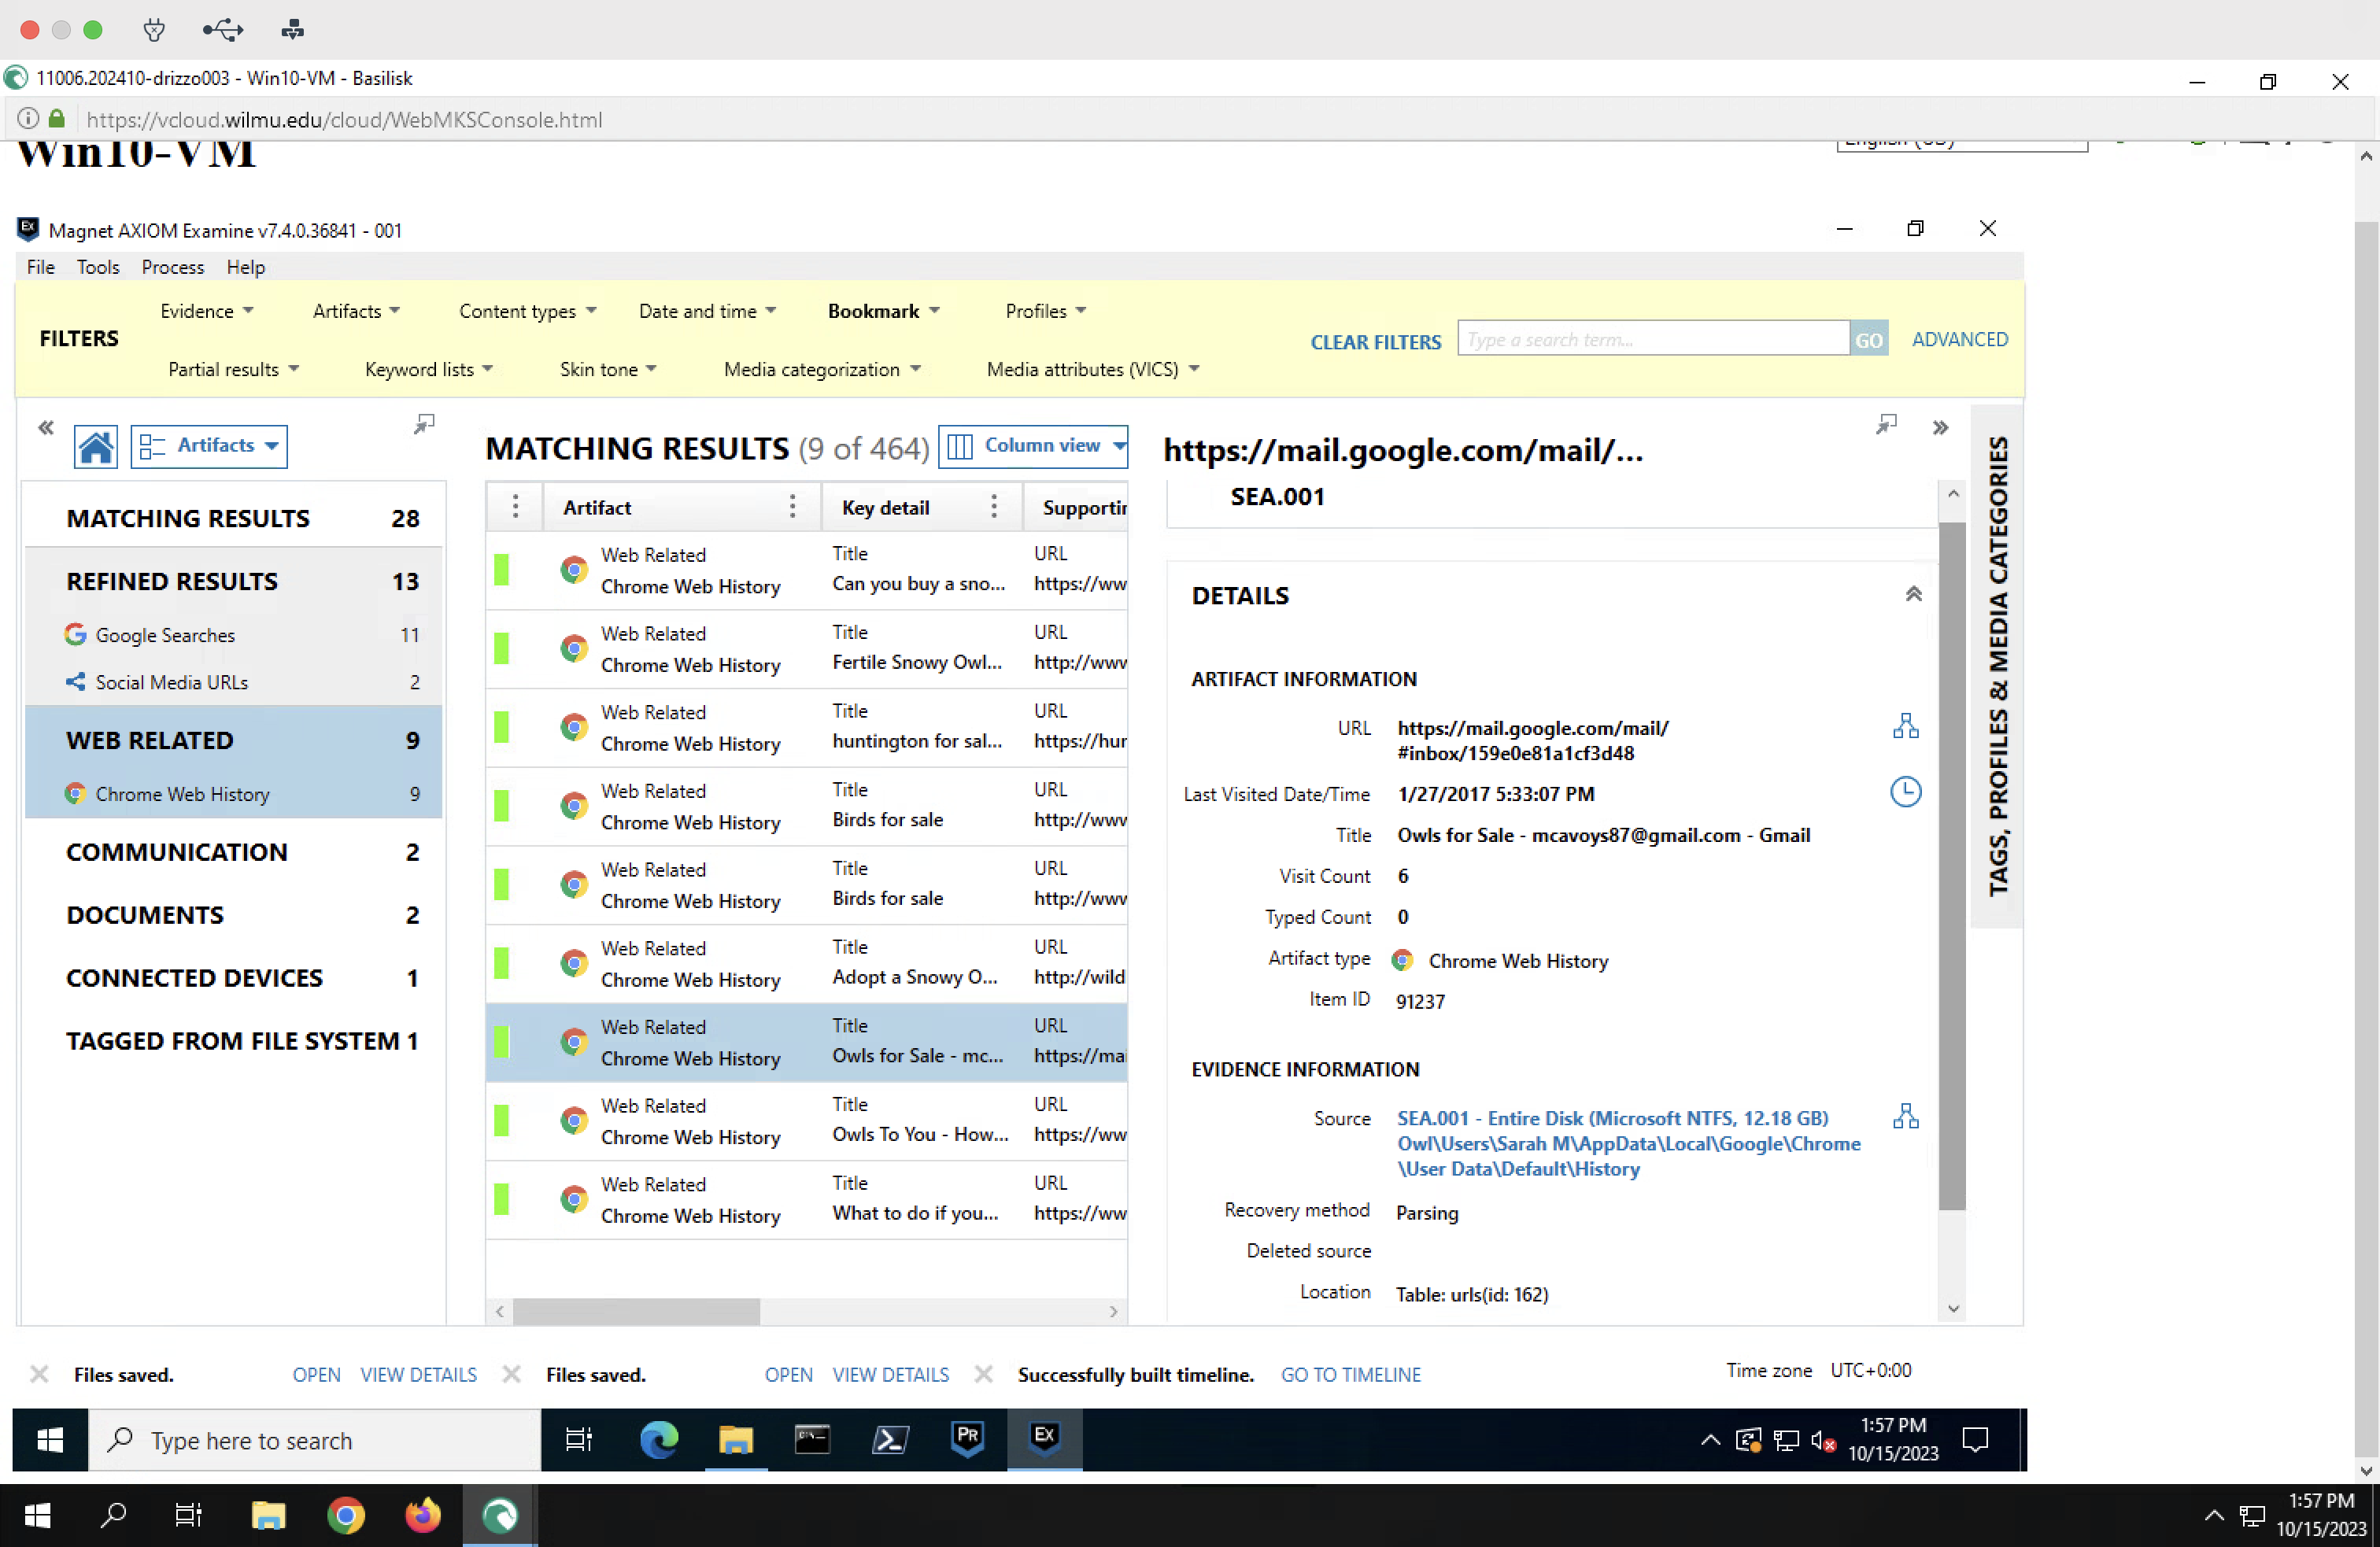 11006.202410-drizzo003 - Win10-VM - Basilisk
https://vcloud.wilmu.edu/cloud/WebMKSConsole.html
Win10-VM
English (US)
Magnet AXIOM Examine v7.4.0.36841 - 001
File Tools Process Help
FILTERS
Evidence Artifacts Content types Date and time Bookmark Profiles
Partial results Keyword lists Skin tone Media categorization Media attributes (VICS)
CLEAR FILTERS Type a search term... GO ADVANCED
Artifacts
MATCHING RESULTS 28
REFINED RESULTS 13
Google Searches 11
Social Media URLs 2
WEB RELATED 9
Chrome Web History 9
COMMUNICATION 2
DOCUMENTS 2
CONNECTED DEVICES 1
TAGGED FROM FILE SYSTEM 1
MATCHING RESULTS (9 of 464) Column view
Artifact Key detail Supportin
Web Related Title URL
Chrome Web History Can you buy a sno... https://ww
Web Related Title URL
Chrome Web History Fertile Snowy Owl... http://www
Web Related Title URL
Chrome Web History huntington for sal... https://hun
Web Related Title URL
Chrome Web History Birds for sale http://www
Web Related Title URL
Chrome Web History Birds for sale http://www
Web Related Title URL
Chrome Web History Adopt a Snowy O... http://wild
Web Related Title URL
Chrome Web History Owls for Sale - mc... https://mai
Web Related Title URL
Chrome Web History Owls To You - How... https://ww
Web Related Title URL
Chrome Web History What to do if you... https://ww
https://mail.google.com/mail/...
SEA.001
DETAILS
ARTIFACT INFORMATION
URL https://mail.google.com/mail/
#inbox/159e0e81a1cf3d48
Last Visited Date/Time 1/27/2017 5:33:07 PM
Title Owls for Sale - mcavoys87@gmail.com - Gmail
Visit Count 6
Typed Count 0
Artifact type Chrome Web History
Item ID 91237
EVIDENCE INFORMATION
Source SEA.001 - Entire Disk (Microsoft NTFS, 12.18 GB)
Owl\Users\Sarah M\AppData\Local\Google\Chrome
\User Data\Default\History
Recovery method Parsing
Deleted source
Location Table: urls(id: 162)
TAGS, PROFILES & MEDIA CATEGORIES
Files saved. OPEN VIEW DETAILS Files saved. OPEN VIEW DETAILS Successfully built timeline. GO TO TIMELINE Time zone UTC+0:00
Type here to search
PR
EX
1:57 PM
10/15/2023
1:57 PM
10/15/2023